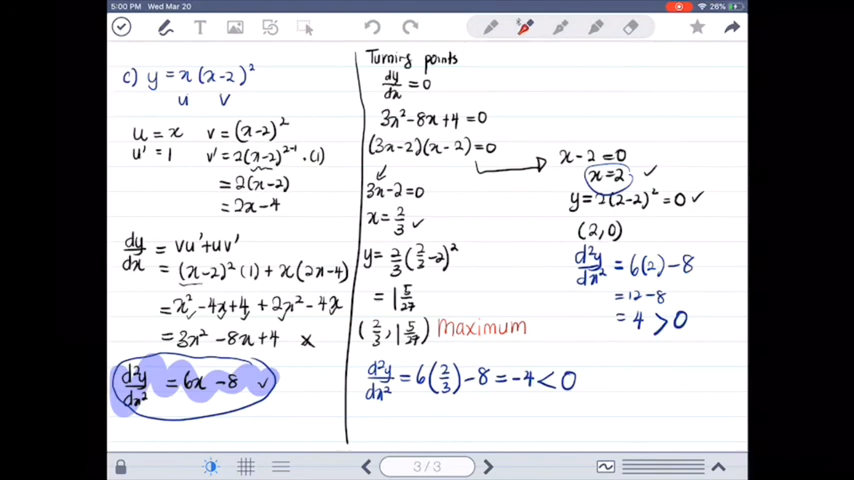 5:00 PM Wed Mar 20
26%
c) y = x(x-2)²
u v
u = x v = (x-2)²
u' = 1 v' = 2(x-2)²⁻¹ · (1)
= 2(x-2)
= 2x-4
dy/dx = vu' + uv'
= (x-2)²(1) + x(2x-4)
= x² - 4x + 4 + 2x² - 4x
= 3x² - 8x + 4 x
d²y/dx² = 6x - 8 ✓
Turning points
dy/dx = 0
3x² - 8x + 4 = 0
(3x-2)(x-2) = 0
3x-2 = 0
x = 2/3 ✓
y = 2/3(2/3 - 2)²
= 1 5/27
(2/3, 1 5/27) Maximum
d²y/dx² = 6(2/3) - 8 = -4 < 0
x - 2 = 0
x = 2 ✓
y = 2(2-2)² = 0 ✓
(2, 0)
d²y/dx² = 6(2) - 8
= 12 - 8
= 4 > 0
3 / 3